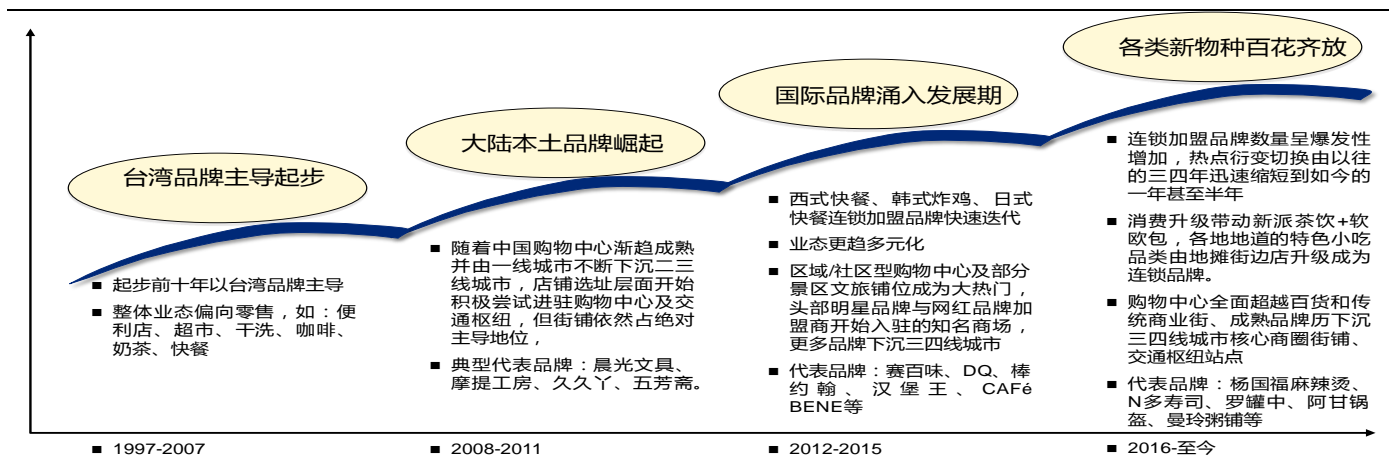 台湾品牌主导起步
■ 起步前十年以台湾品牌主导
■ 整体业态偏向零售，如：便
利店、超市、干洗、咖啡、
奶茶、快餐
■ 1997-2007
大陆本土品牌崛起
■ 随着中国购物中心渐趋成熟
并由一线城市不断下沉二三
线城市，店铺选址层面开始
积极尝试进驻购物中心及交
通枢纽，但街铺依然占绝对
主导地位，
■ 典型代表品牌：晨光文具、
摩提工房、久久丫、五芳斋。
■ 2008-2011
国际品牌涌入发展期
■ 西式快餐、韩式炸鸡、日式
快餐连锁加盟品牌快速迭代
■ 业态更趋多元化
■ 区域/社区型购物中心及部分
景区文旅铺位成为大热门，
头部明星品牌与网红品牌加
盟商开始入驻的知名商场，
更多品牌下沉三四线城市
■ 代表品牌：赛百味、DQ、棒
约翰、汉堡王、CAFé
BENE等
■ 2012-2015
各类新物种百花齐放
■ 连锁加盟品牌数量呈爆发性
增加，热点衍变切换由以往
的三四年迅速缩短到如今的
一年甚至半年
■ 消费升级带动新派茶饮+软
欧包，各地地道的特色小吃
品类由地摊街边店升级成为
连锁品牌。
■ 购物中心全面超越百货和传
统商业街、成熟品牌历下沉
三四线城市核心商圈街铺、
交通枢纽站点
■ 代表品牌：杨国福麻辣烫、
N多寿司、罗罐中、阿甘锅
盔、曼玲粥铺等
■ 2016-至今